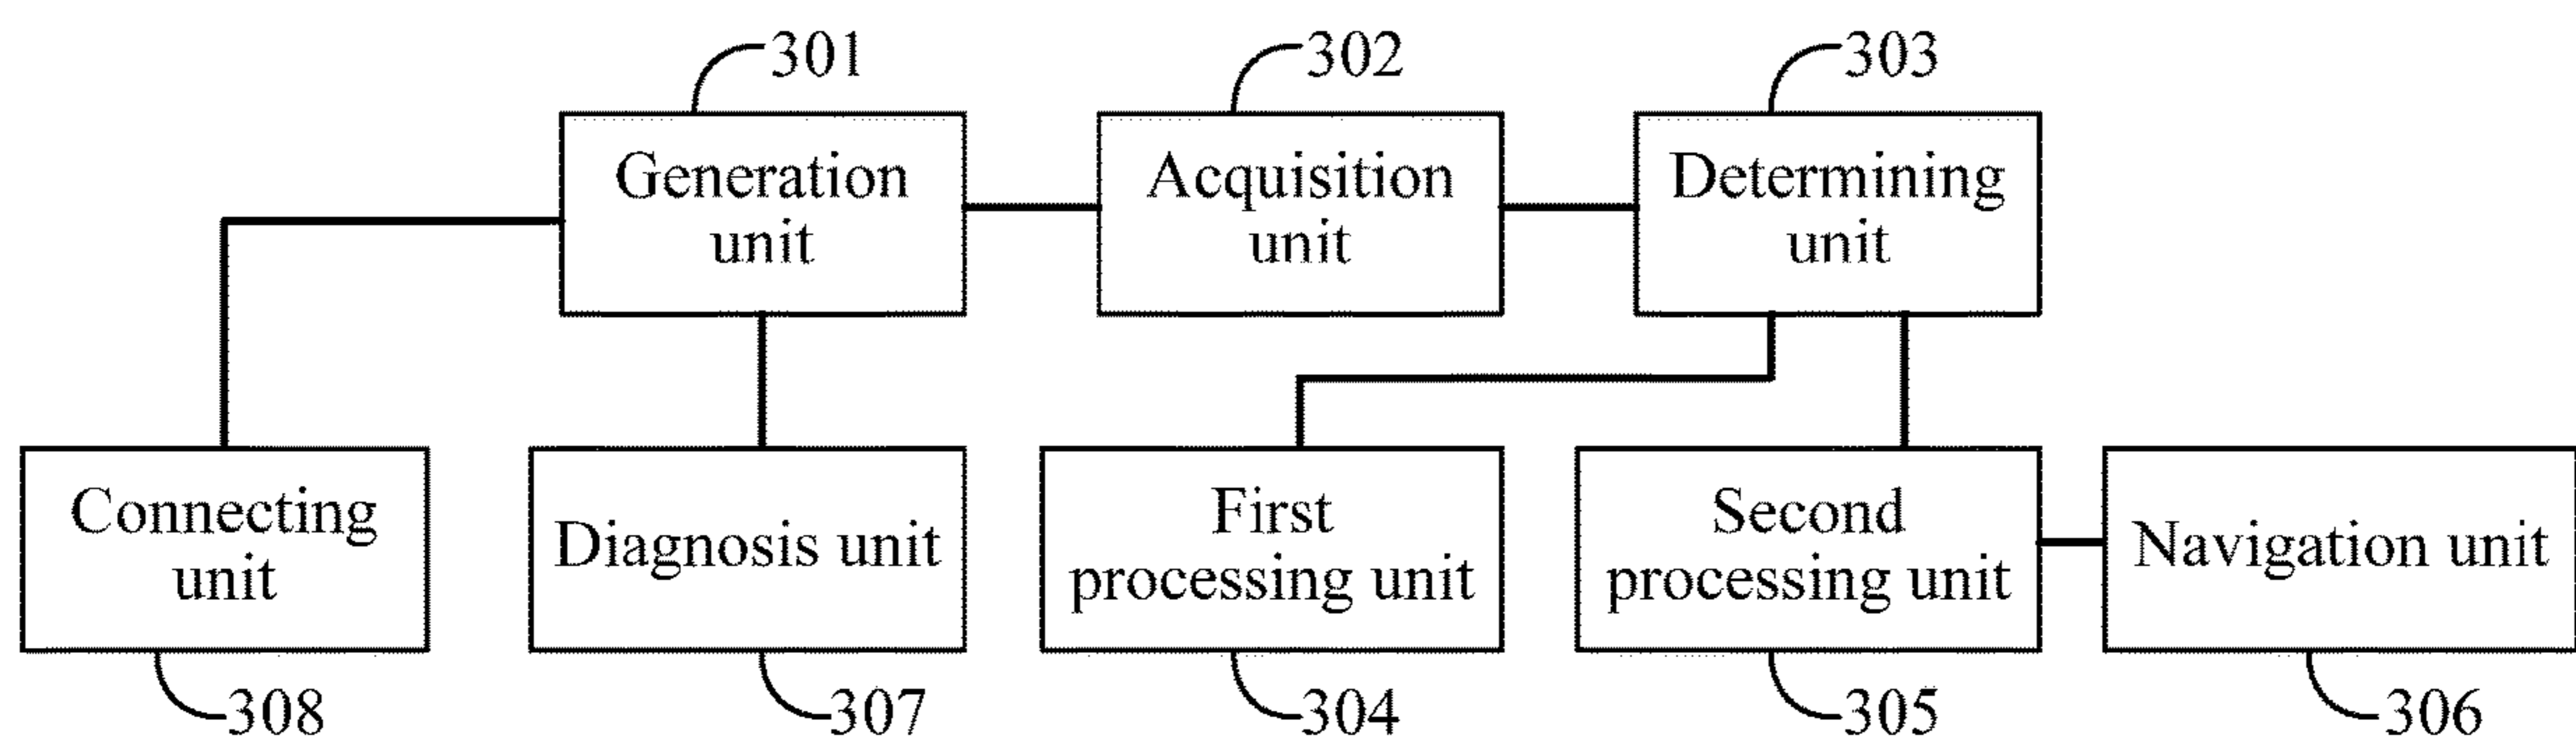 301
302
303
Generation
unit
Acquisition
unit
Determining
unit
Connecting
unit
Diagnosis unit
First
processing unit
Second
processing unit
Navigation unit
308
307
304
305
306